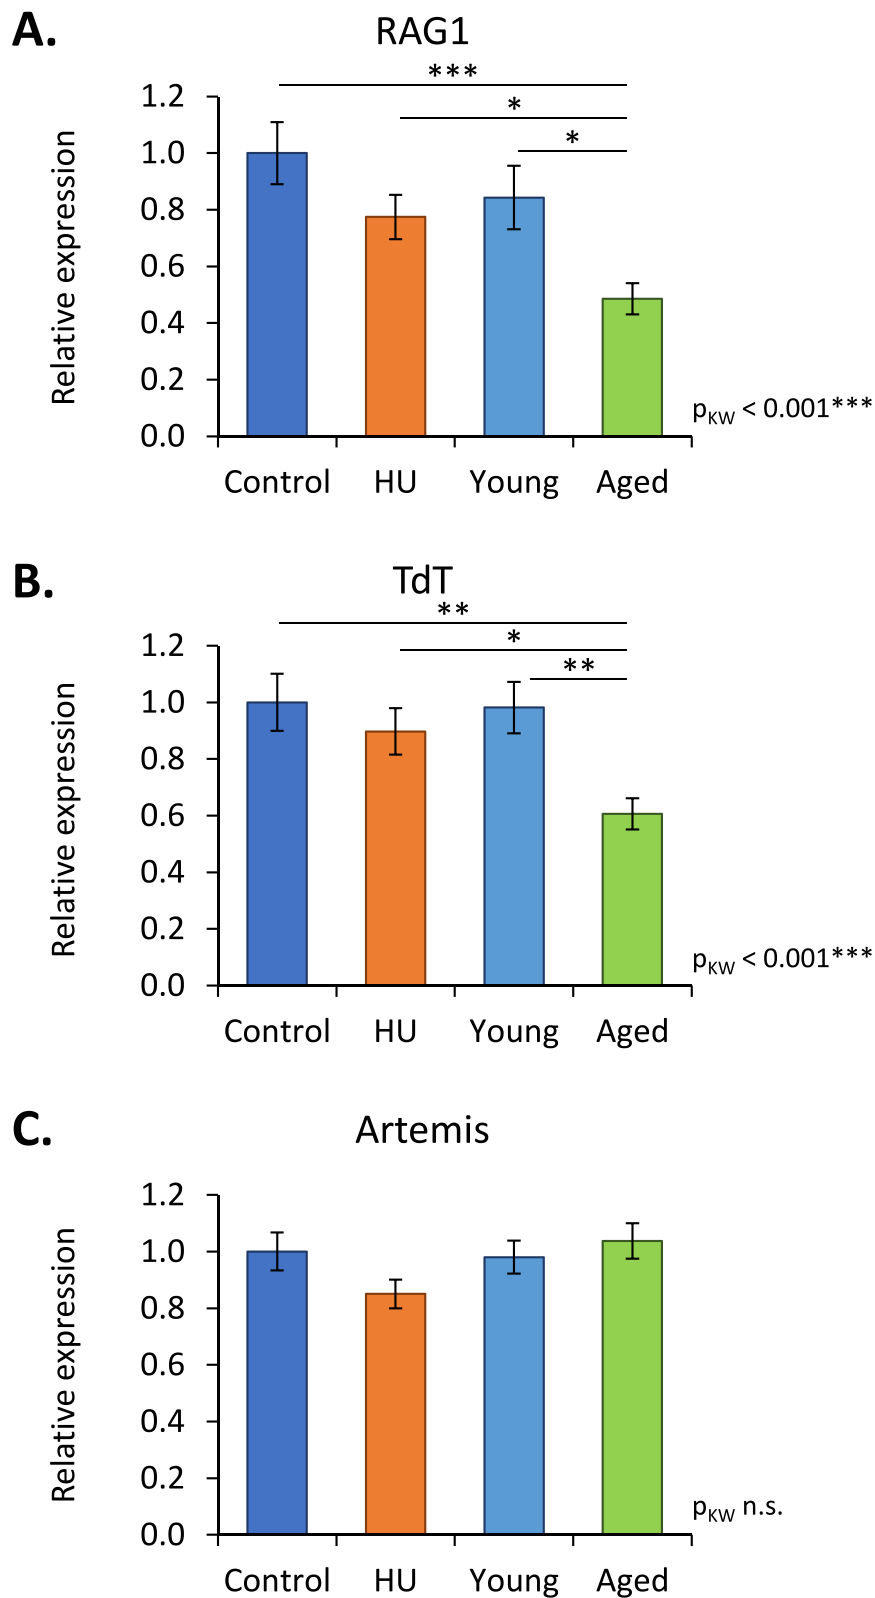 A.
RAG1
***
*
*
Relative expression
1.2
1.0
0.8
0.6
0.4
0.2
0.0
pKW < 0.001***
Control HU Young Aged
B.
TdT
**
*
**
Relative expression
1.2
1.0
0.8
0.6
0.4
0.2
0.0
pKW < 0.001***
Control HU Young Aged
C.
Artemis
Relative expression
1.2
1.0
0.8
0.6
0.4
0.2
0.0
pKW n.s.
Control HU Young Aged